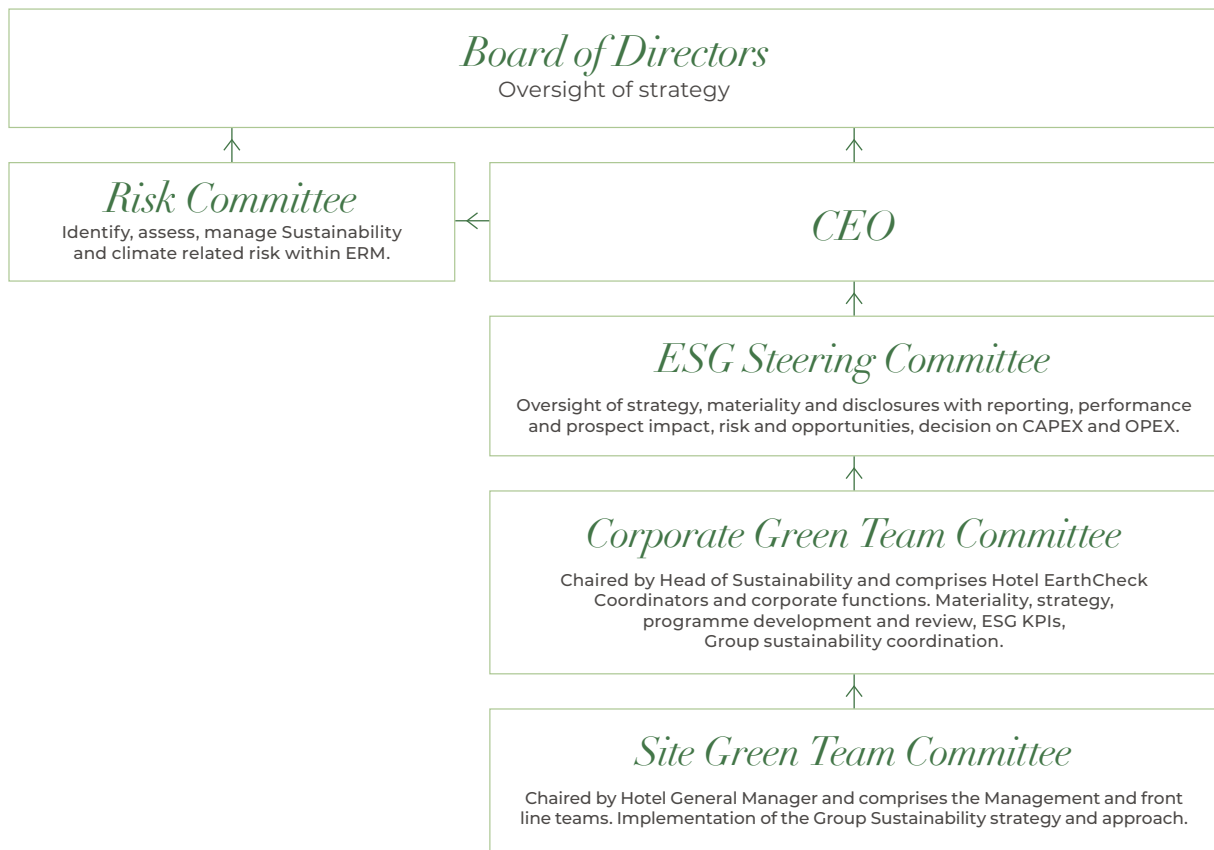 Board of Directors
Oversight of strategy
Risk Committee
Identify, assess, manage Sustainability
and climate related risk within ERM.
CEO
ESG Steering Committee
Oversight of strategy, materiality and disclosures with reporting, performance
and prospect impact, risk and opportunities, decision on CAPEX and OPEX.
Corporate Green Team Committee
Chaired by Head of Sustainability and comprises Hotel EarthCheck
Coordinators and corporate functions. Materiality, strategy,
programme development and review, ESG KPIs,
Group sustainability coordination.
Site Green Team Committee
Chaired by Hotel General Manager and comprises the Management and front
line teams. Implementation of the Group Sustainability strategy and approach.